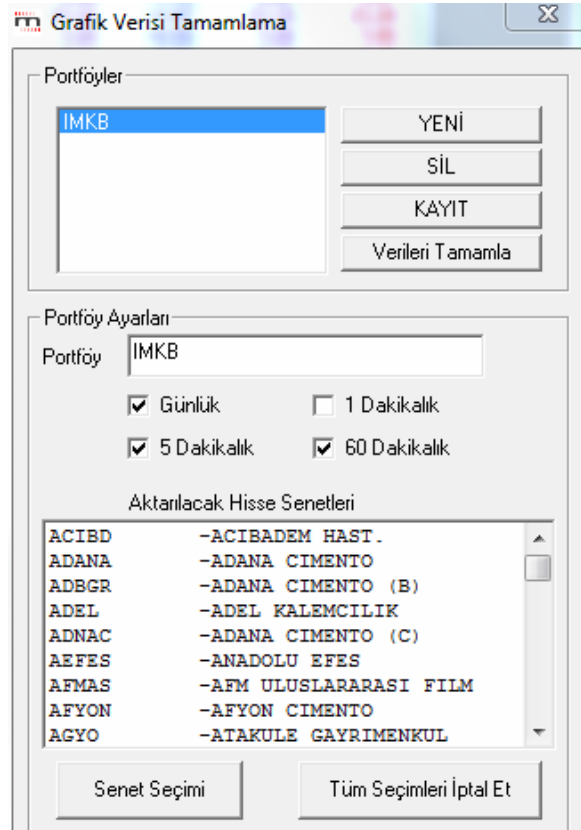 Grafik Verisi Tamamlama
Portföyler
IMKB
YENİ
SİL
KAYIT
Verileri Tamamla
Portföy Ayarları
Portföy IMKB
Günlük 1 Dakikalık
5 Dakikalık 60 Dakikalık
Aktarılacak Hisse Senetleri
ACIBD -ACIBADEM HAST.
ADANA -ADANA CIMENTO
ADBGR -ADANA CIMENTO (B)
ADEL -ADEL KALEMCILIK
ADNAC -ADANA CIMENTO (C)
AEFES -ANADOLU EFES
AFMAS -AFM ULUSLARARASI FILM
AFYON -AFYON CIMENTO
AGYO -ATAKULE GAYRIMENKUL
Senet Seçimi Tüm Seçimleri İptal Et